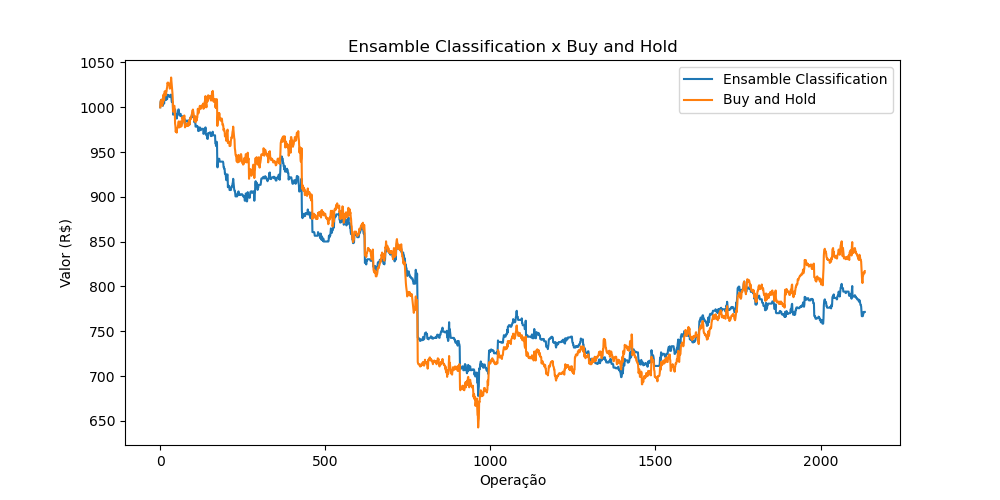 Ensamble Classification x Buy and Hold
Ensamble Classification
Buy and Hold
Valor (R$)
1050
1000
950
900
850
800
750
700
650
0
500
1000
1500
2000
Operação